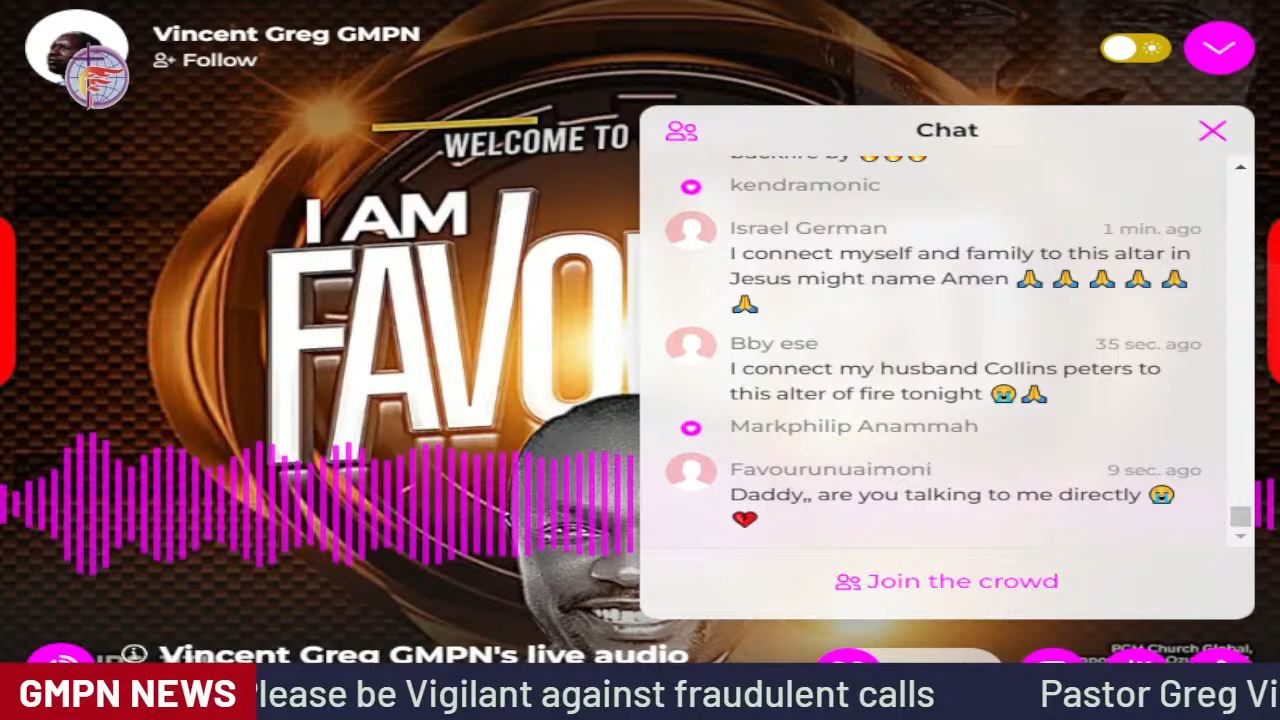 Vincent Greg GMPN
Follow
WELCOME TO
I AM
Chat
kendramonic
Israel German 1 min. ago
I connect myself and family to this altar in
Jesus might name Amen 🙏 🙏 🙏 🙏 🙏
🙏
Bby ese 35 sec. ago
I connect my husband Collins peters to
this alter of fire tonight 😭🙏
Markphilip Anammah
Favourunuaimoni 9 sec. ago
Daddy,, are you talking to me directly 😭
💔
Join the crowd
Vincent Greg GMPN's live audio
PGM Church Global,
GMPN NEWS lease be Vigilant against fraudulent calls Pastor Greg Vi